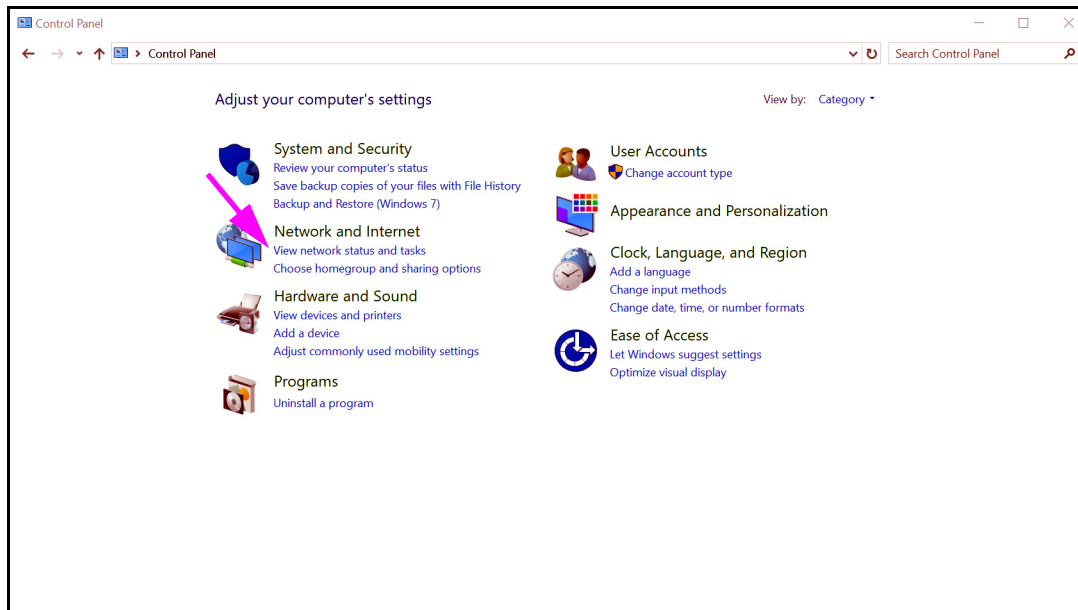 Control Panel
Control Panel
Search Control Panel
Adjust your computer's settings
View by: Category
System and Security
Review your computer's status
Save backup copies of your files with File History
Backup and Restore (Windows 7)
Network and Internet
View network status and tasks
Choose homegroup and sharing options
Hardware and Sound
View devices and printers
Add a device
Adjust commonly used mobility settings
Programs
Uninstall a program
User Accounts
Change account type
Appearance and Personalization
Clock, Language, and Region
Add a language
Change input methods
Change date, time, or number formats
Ease of Access
Let Windows suggest settings
Optimize visual display